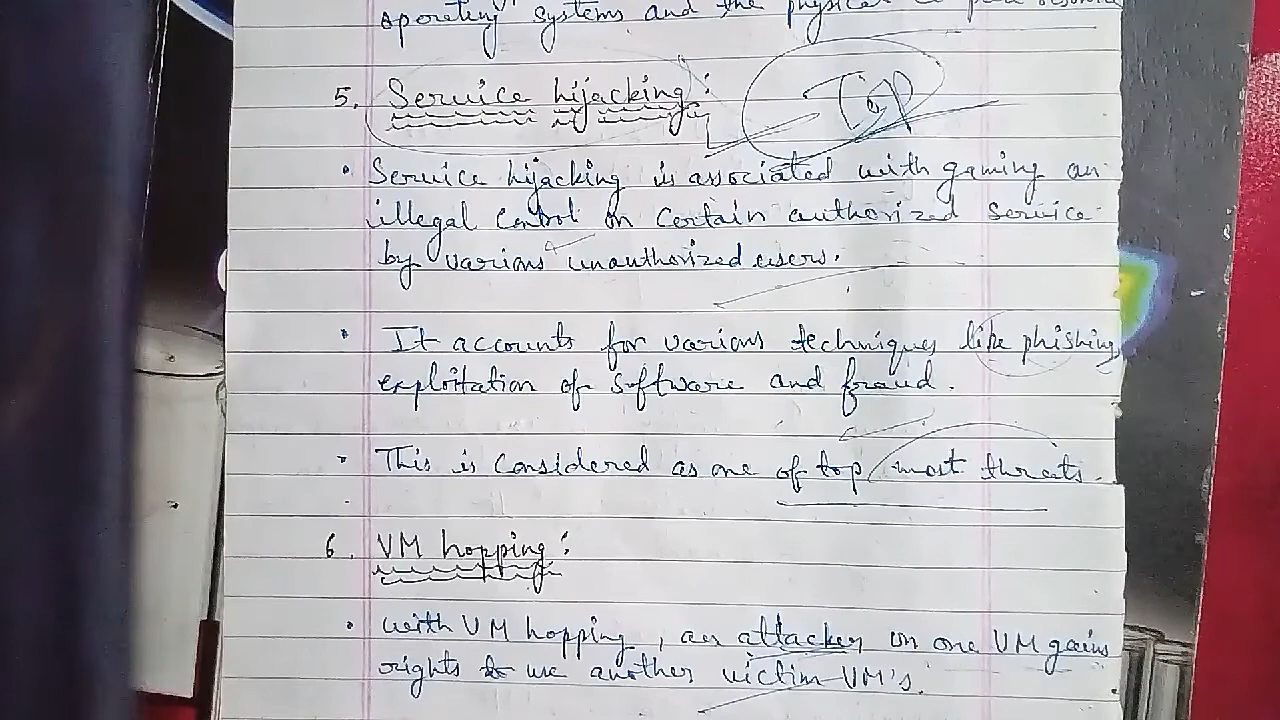 operating systems and the physical
5. Service hijacking: Top
• Service hijacking is associated with gaining an
illegal control on certain authorized service
by various unauthorized users.
• It accounts for various techniques like phishing,
exploitation of software and fraud.
• This is considered as one of top most threats.
6. VM hopping:
• with VM hopping, an attacker on one VM gains
rights to use another victim VM's.